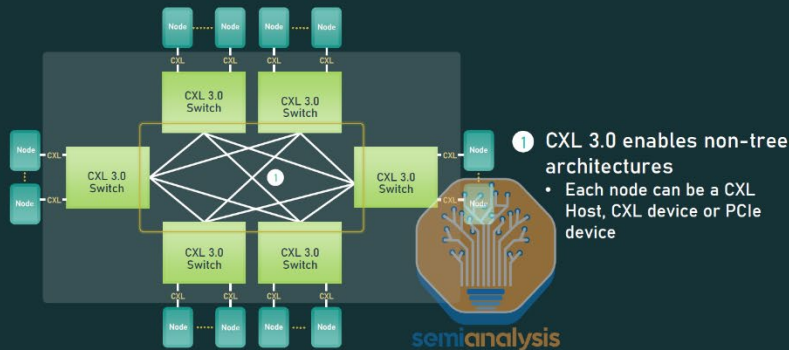 Node Node Node Node
CXL CXL CXL CXL
CXL 3.0
Switch
CXL 3.0
Switch
Node CXL
CXL 3.0
Switch
Node CXL
1
CXL 3.0
Switch
CXL Node
CXL Node
CXL 3.0
Switch
CXL 3.0
Switch
CXL CXL CXL CXL
Node Node Node Node
1 CXL 3.0 enables non-tree
architectures
• Each node can be a CXL
Host, CXL device or PCIe
device
semianalysis